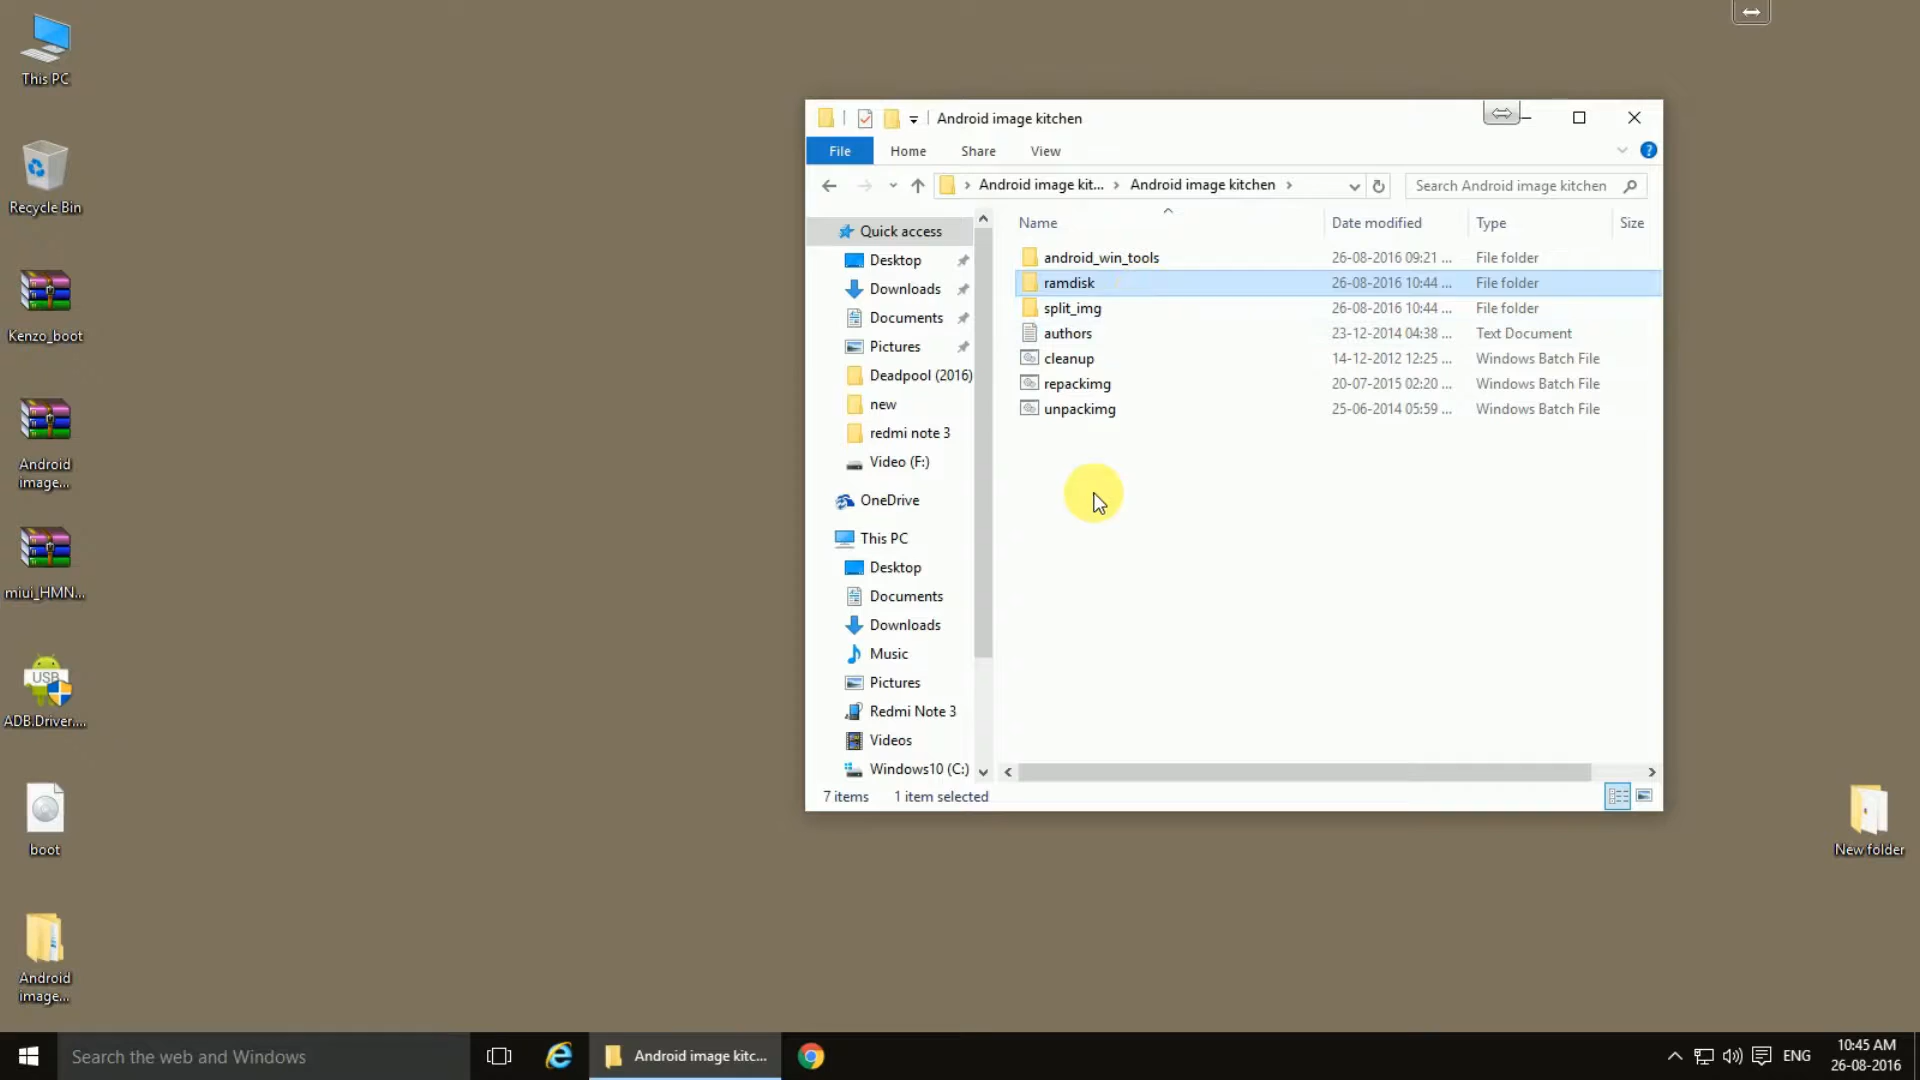 This PC
Recycle Bin
Kenzo_boot
Android
image...
miui_HMN...
USB
ADB.Driver....
boot
Android
image...
Android image kitchen
File Home Share View
Android image kit... Android image kitchen
Search Android image kitchen
Name Date modified Type Size
Quick access
Desktop
Downloads
Documents
Pictures
Deadpool (2016)
new
redmi note 3
Video (F:)
OneDrive
This PC
Desktop
Documents
Downloads
Music
Pictures
Redmi Note 3
Videos
Windows10 (C:)
android_win_tools 26-08-2016 09:21 ... File folder
ramdisk 26-08-2016 10:44 ... File folder
split_img 26-08-2016 10:44 ... File folder
authors 23-12-2014 04:38 ... Text Document
cleanup 14-12-2012 12:25 ... Windows Batch File
repackimg 20-07-2015 02:20 ... Windows Batch File
unpackimg 25-06-2014 05:59 ... Windows Batch File
7 items 1 item selected
New folder
Search the web and Windows
Android image kitc...
ENG
10:45 AM
26-08-2016